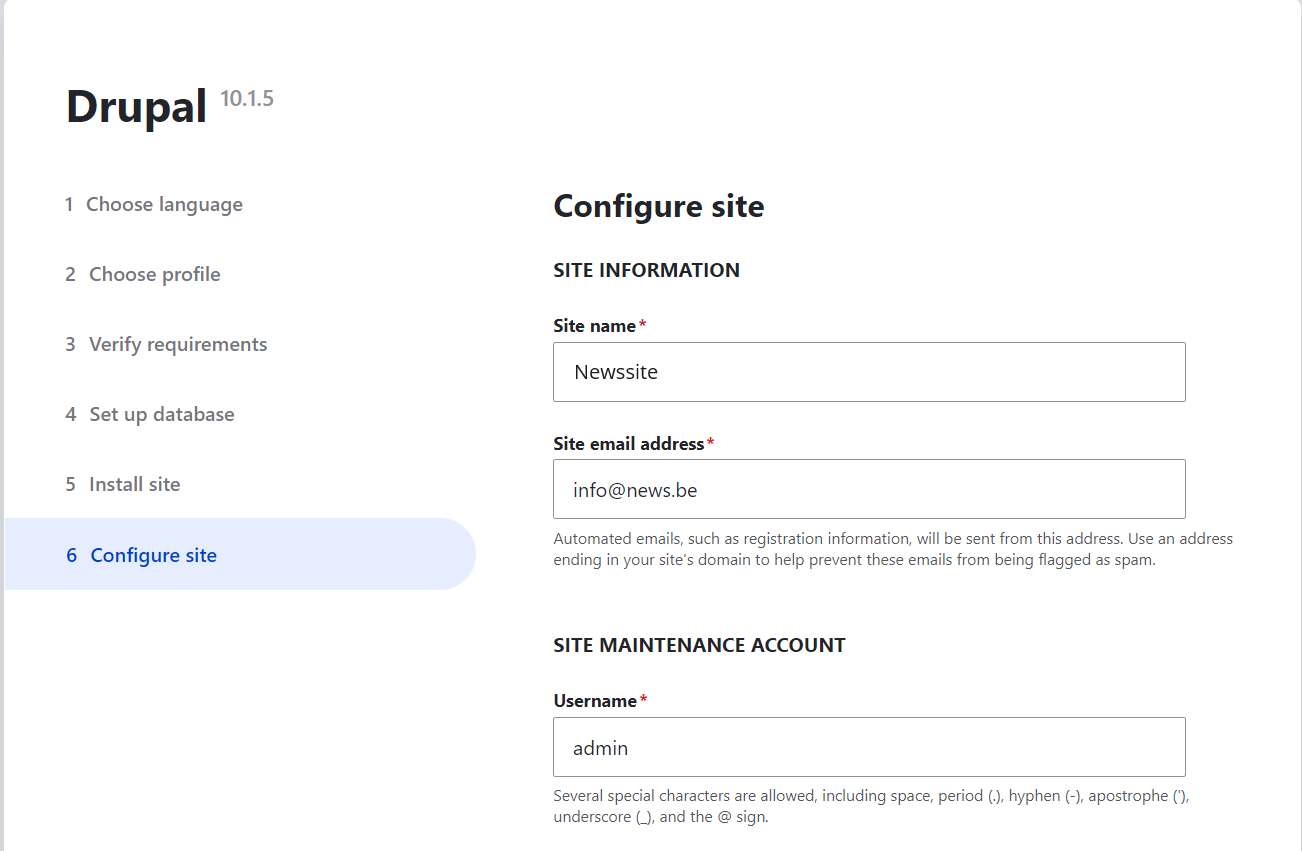 Drupal 10.1.5
1 Choose language
2 Choose profile
3 Verify requirements
4 Set up database
5 Install site
6 Configure site
Configure site
SITE INFORMATION
Site name*
Newssite
Site email address*
info@news.be
Automated emails, such as registration information, will be sent from this address. Use an address
ending in your site's domain to help prevent these emails from being flagged as spam.
SITE MAINTENANCE ACCOUNT
Username*
admin
Several special characters are allowed, including space, period (.), hyphen (-), apostrophe ('),
underscore (_), and the @ sign.